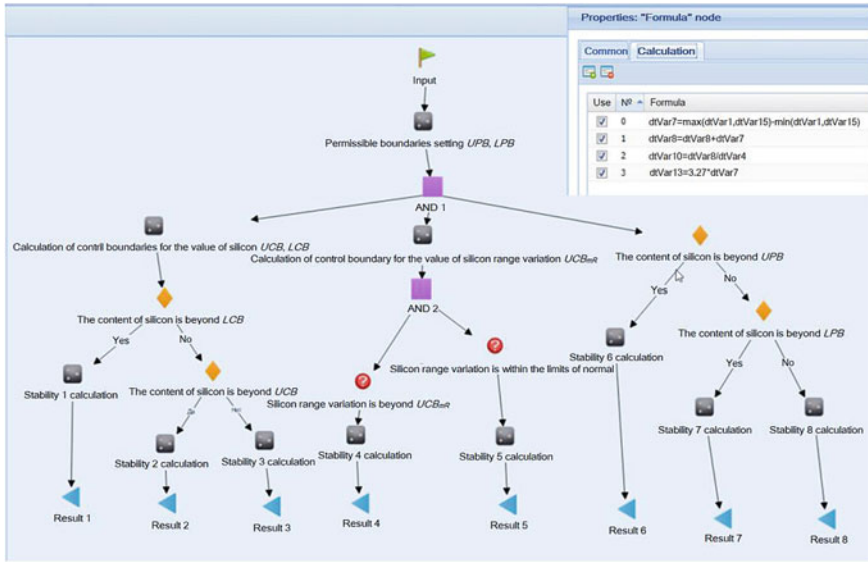 Properties: "Formula" node
Common
Calculation
Use Nº Formula
0 dtVar7=max(dtVar1,dtVar15)-min(dtVar1,dtVar15)
1 dtVar8=dtVar8+dtVar7
2 dtVar10=dtVar8/dtVar4
3 dtVar13=3.27*dtVar7
Input
Permissible boundaries setting UPB, LPB
AND 1
Calculation of contril boundaries for the value of silicon UCB, LCB
Calculation of control boundary for the value of silicon range variation UCBmR
The content of silicon is beyond UPB
Yes
No
AND 2
The content of silicon is beyond LCB
The content of silicon is beyond LPB
Yes
No
Stability 6 calculation
Silicon range variation is within the limits of normal
Yes
No
Stability 1 calculation
The content of silicon is beyond UCB
Silicon range variation is beyond UCBmR
Stability 7 calculation
Stability 8 calculation
Stability 2 calculation
Stability 3 calculation
Stability 4 calculation
Stability 5 calculation
Result 1
Result 2
Result 3
Result 4
Result 5
Result 6
Result 7
Result 8